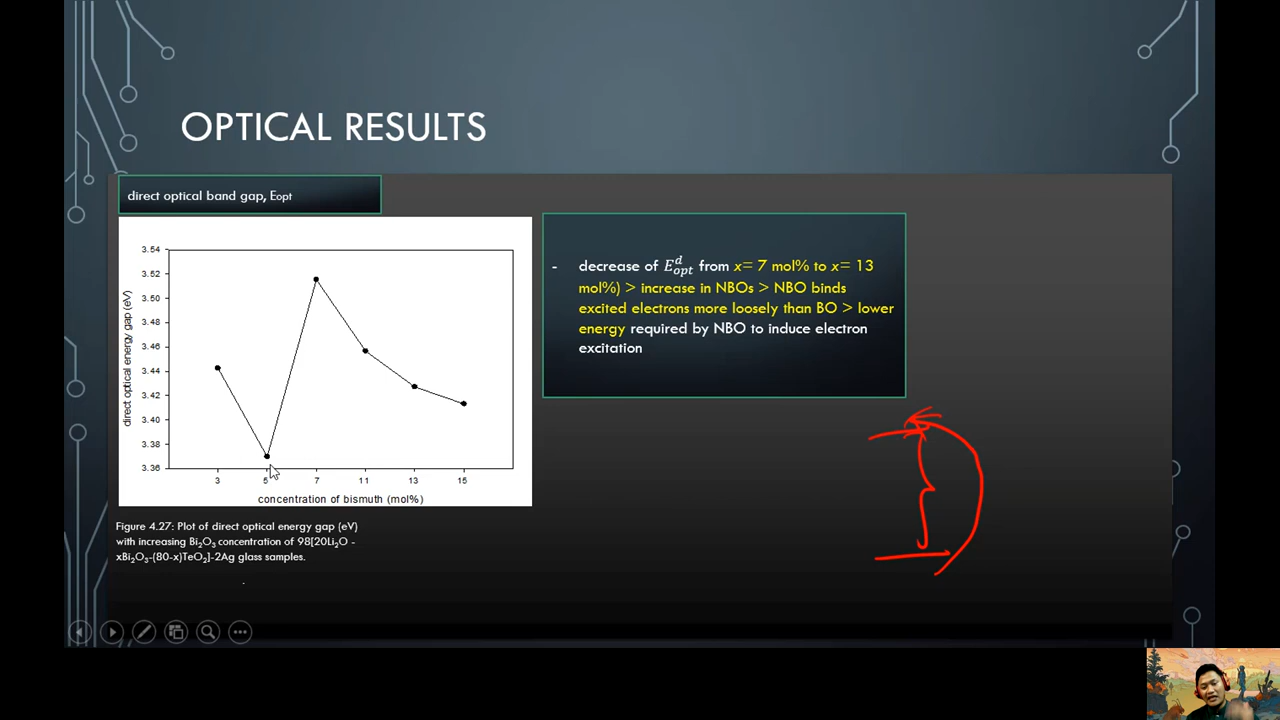 OPTICAL RESULTS
direct optical band gap, Eopt
3.54
3.52
3.50
3.48
3.46
3.44
3.42
3.40
3.38
3.36
direct optical energy gap (eV)
3 5 7 11 13 15
concentration of bismuth (mol%)
Figure 4.27: Plot of direct optical energy gap (eV)
with increasing Bi₂O₃ concentration of 98[20Li₂O -
xBi₂O₃-(80-x)TeO₂]-2Ag glass samples.
- decrease of E^d_opt from x= 7 mol% to x= 13
mol%) > increase in NBOs > NBO binds
excited electrons more loosely than BO > lower
energy required by NBO to induce electron
excitation